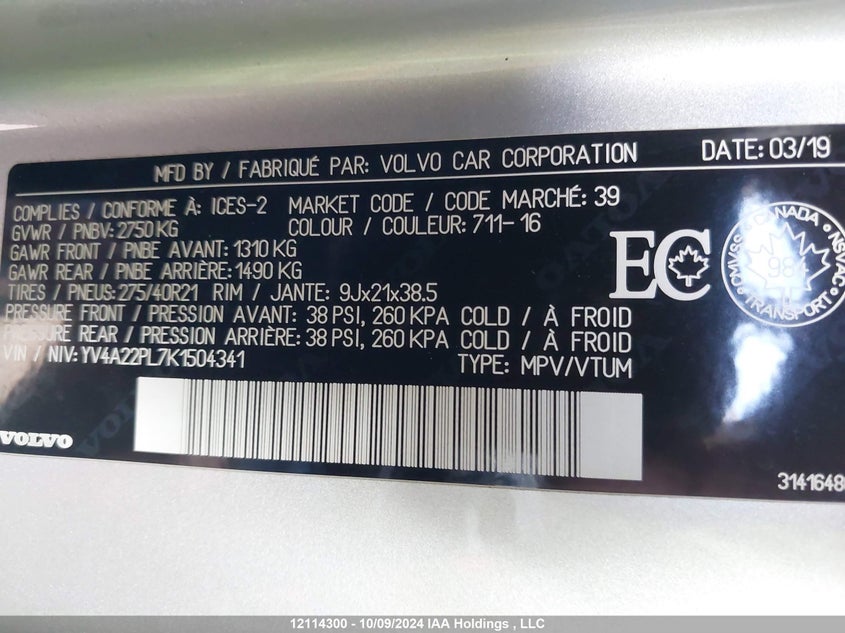 MFD BY / FABRIQUÉ PAR: VOLVO CAR CORPORATION DATE: 03/19
COMPLIES / CONFORME À: ICES-2 MARKET CODE / CODE MARCHÉ: 39
GVWR / PNBV: 2750 KG COLOUR / COULEUR: 711-16
GAWR FRONT / PNBE AVANT: 1310 KG
GAWR REAR / PNBE ARRIÈRE: 1490 KG
TIRES / PNEUS: 275/40R21 RIM / JANTE: 9Jx21x38.5
PRESSURE FRONT / PRESSION AVANT: 38 PSI, 260 KPA COLD / À FROID
PRESSURE REAR / PRESSION ARRIÈRE: 38 PSI, 260 KPA COLD / À FROID
VIN / NIV: YV4A22PL7K1504341 TYPE: MPV/VTUM
EC
CANADA
NSVAC
TRANSPORT
CMVSS
984
VOLVO
3141648
12114300 - 10/09/2024 IAA Holdings , LLC